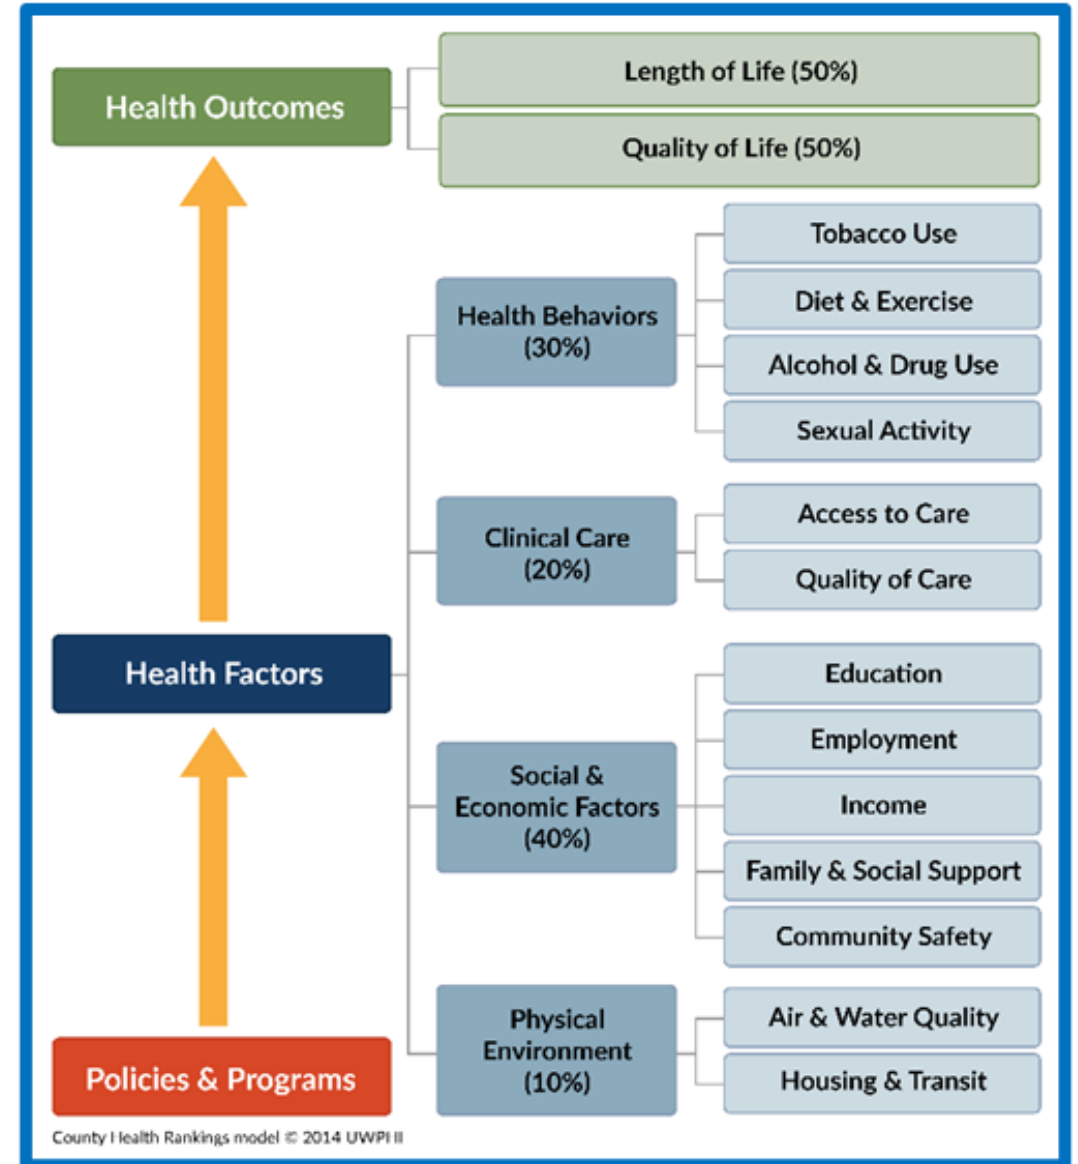 Health Outcomes
Length of Life (50%)
Quality of Life (50%)
Health Factors
Health Behaviors
(30%)
Tobacco Use
Diet & Exercise
Alcohol & Drug Use
Sexual Activity
Clinical Care
(20%)
Access to Care
Quality of Care
Social &
Economic Factors
(40%)
Education
Employment
Income
Family & Social Support
Community Safety
Physical
Environment
(10%)
Air & Water Quality
Housing & Transit
Policies & Programs
County Health Rankings model © 2014 UWPHI